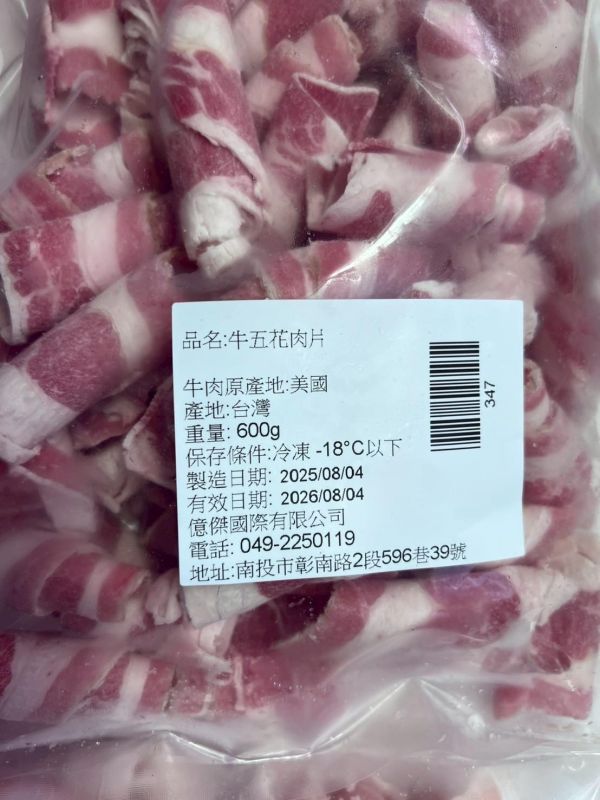 品名:牛五花肉片
牛肉原產地:美國
產地:台灣
重量: 600g
保存條件:冷凍 -18°C以下
製造日期: 2025/08/04
有效日期: 2026/08/04
億傑國際有限公司
電話: 049-2250119
地址:南投市彰南路2段596巷39號
347